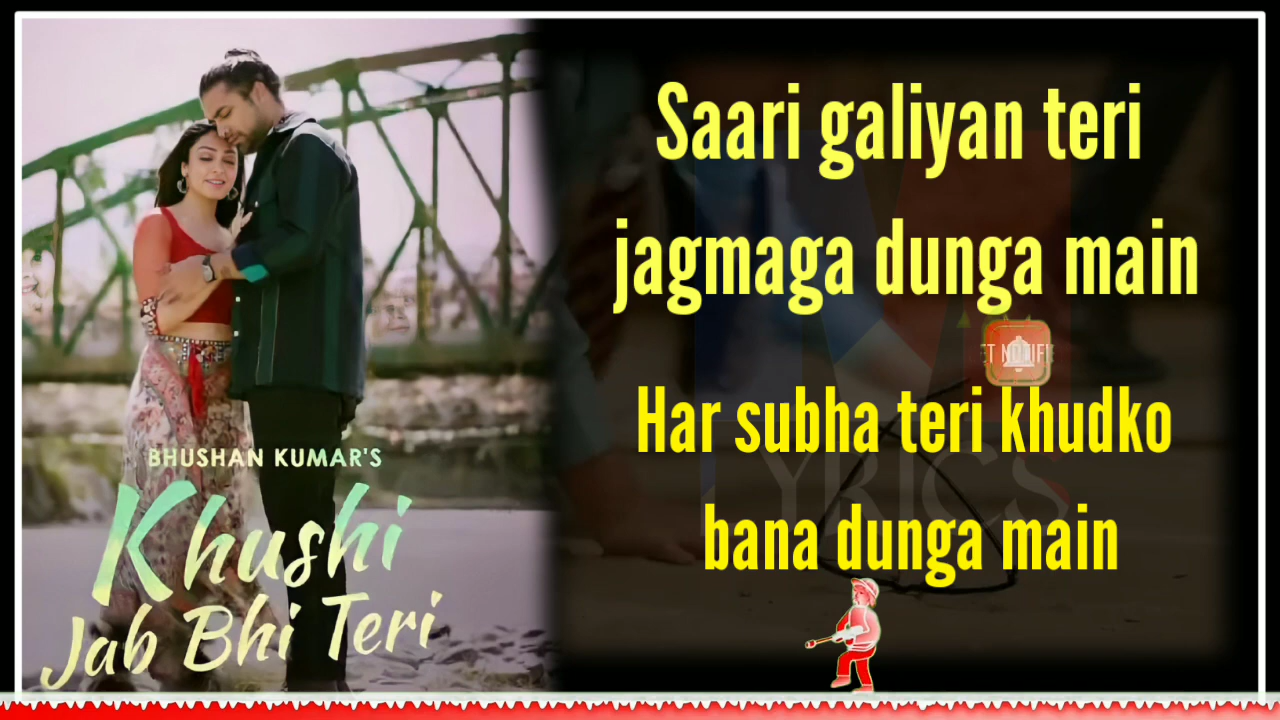 BHUSHAN KUMAR'S
Khushi
Jab Bhi Teri
Saari galiyan teri
jagmaga dunga main
Har subha teri khudko
bana dunga main
LYRICS